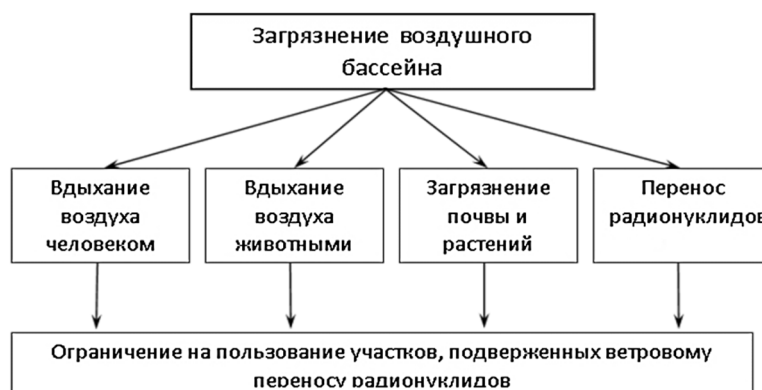 Загрязнение воздушного
бассейна
Вдыхание
воздуха
человеком
Вдыхание
воздуха
животными
Загрязнение
почвы и
растений
Перенос
радионуклидов
Ограничение на пользование участков, подверженных ветровому
переносу радионуклидов